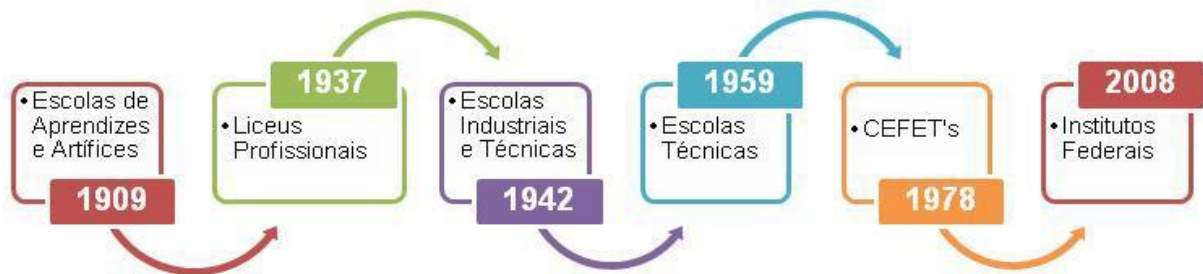 • Escolas de
Aprendizes
e Artífices
1909
1937
• Liceus
Profissionais
• Escolas
Industriais
e Técnicas
1942
1959
• Escolas
Técnicas
• CEFET's
1978
2008
• Institutos
Federais